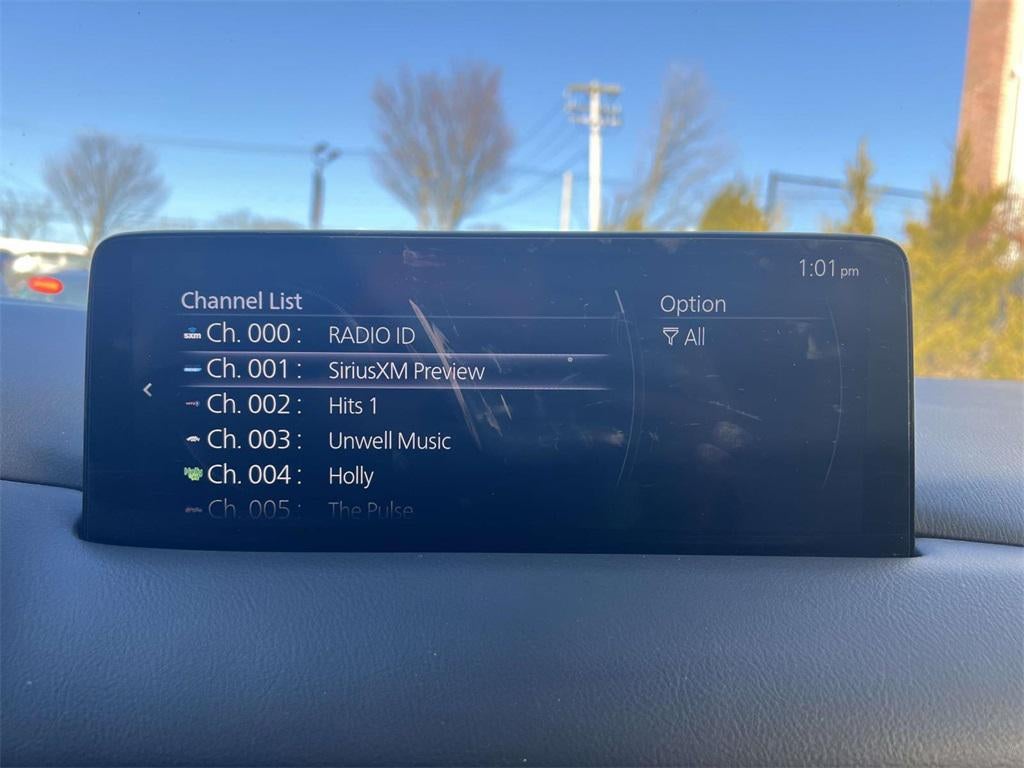 1:01 pm
Channel List
Option
sxm Ch. 000 : RADIO ID
All
Ch. 001 : SiriusXM Preview
Ch. 002 : Hits 1
Ch. 003 : Unwell Music
Ch. 004 : Holly
Ch. 005 : The Pulse